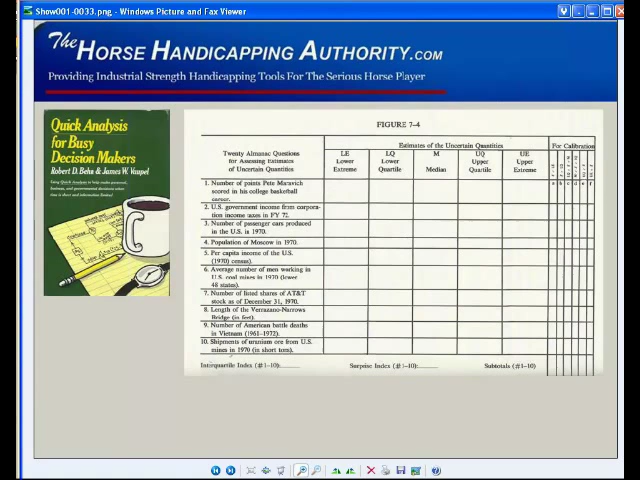 Show001-0033.png - Windows Picture and Fax Viewer
The HORSE HANDICAPPING AUTHORITY.COM
Providing Industrial Strength Handicapping Tools For The Serious Horse Player
Quick Analysis
for Busy
Decision Makers
Robert D. Behn & James W. Vaupel
FIGURE 7-4
Estimates of the Uncertain Quantities
For Calibration
Twenty Almanac Questions
for Assessing Estimates
of Uncertain Quantities
LE
Lower
Extreme
LQ
Lower
Quartile
M
Median
UQ
Upper
Quartile
UE
Upper
Extreme
a b c d e f
1. Number of points Pete Maravich
scored in his college basketball
career.
2. U.S. government income from corpora-
tion income taxes in FY 72.
3. Number of passenger cars produced
in the U.S. in 1970.
4. Population of Moscow in 1970.
5. Per capita income of the U.S.
(1970 census).
6. Average number of men working in
U.S. coal mines in 1970 (lower
48 states).
7. Number of listed shares of AT&T
stock as of December 31, 1970.
8. Length of the Verrazano-Narrows
Bridge (in feet).
9. Number of American battle deaths
in Vietnam (1961-1972).
10. Shipments of uranium ore from U.S.
mines in 1970 (in short tons).
Interquartile Index (#1-10):
Surprise Index (#1-10):
Subtotals (#1-10)